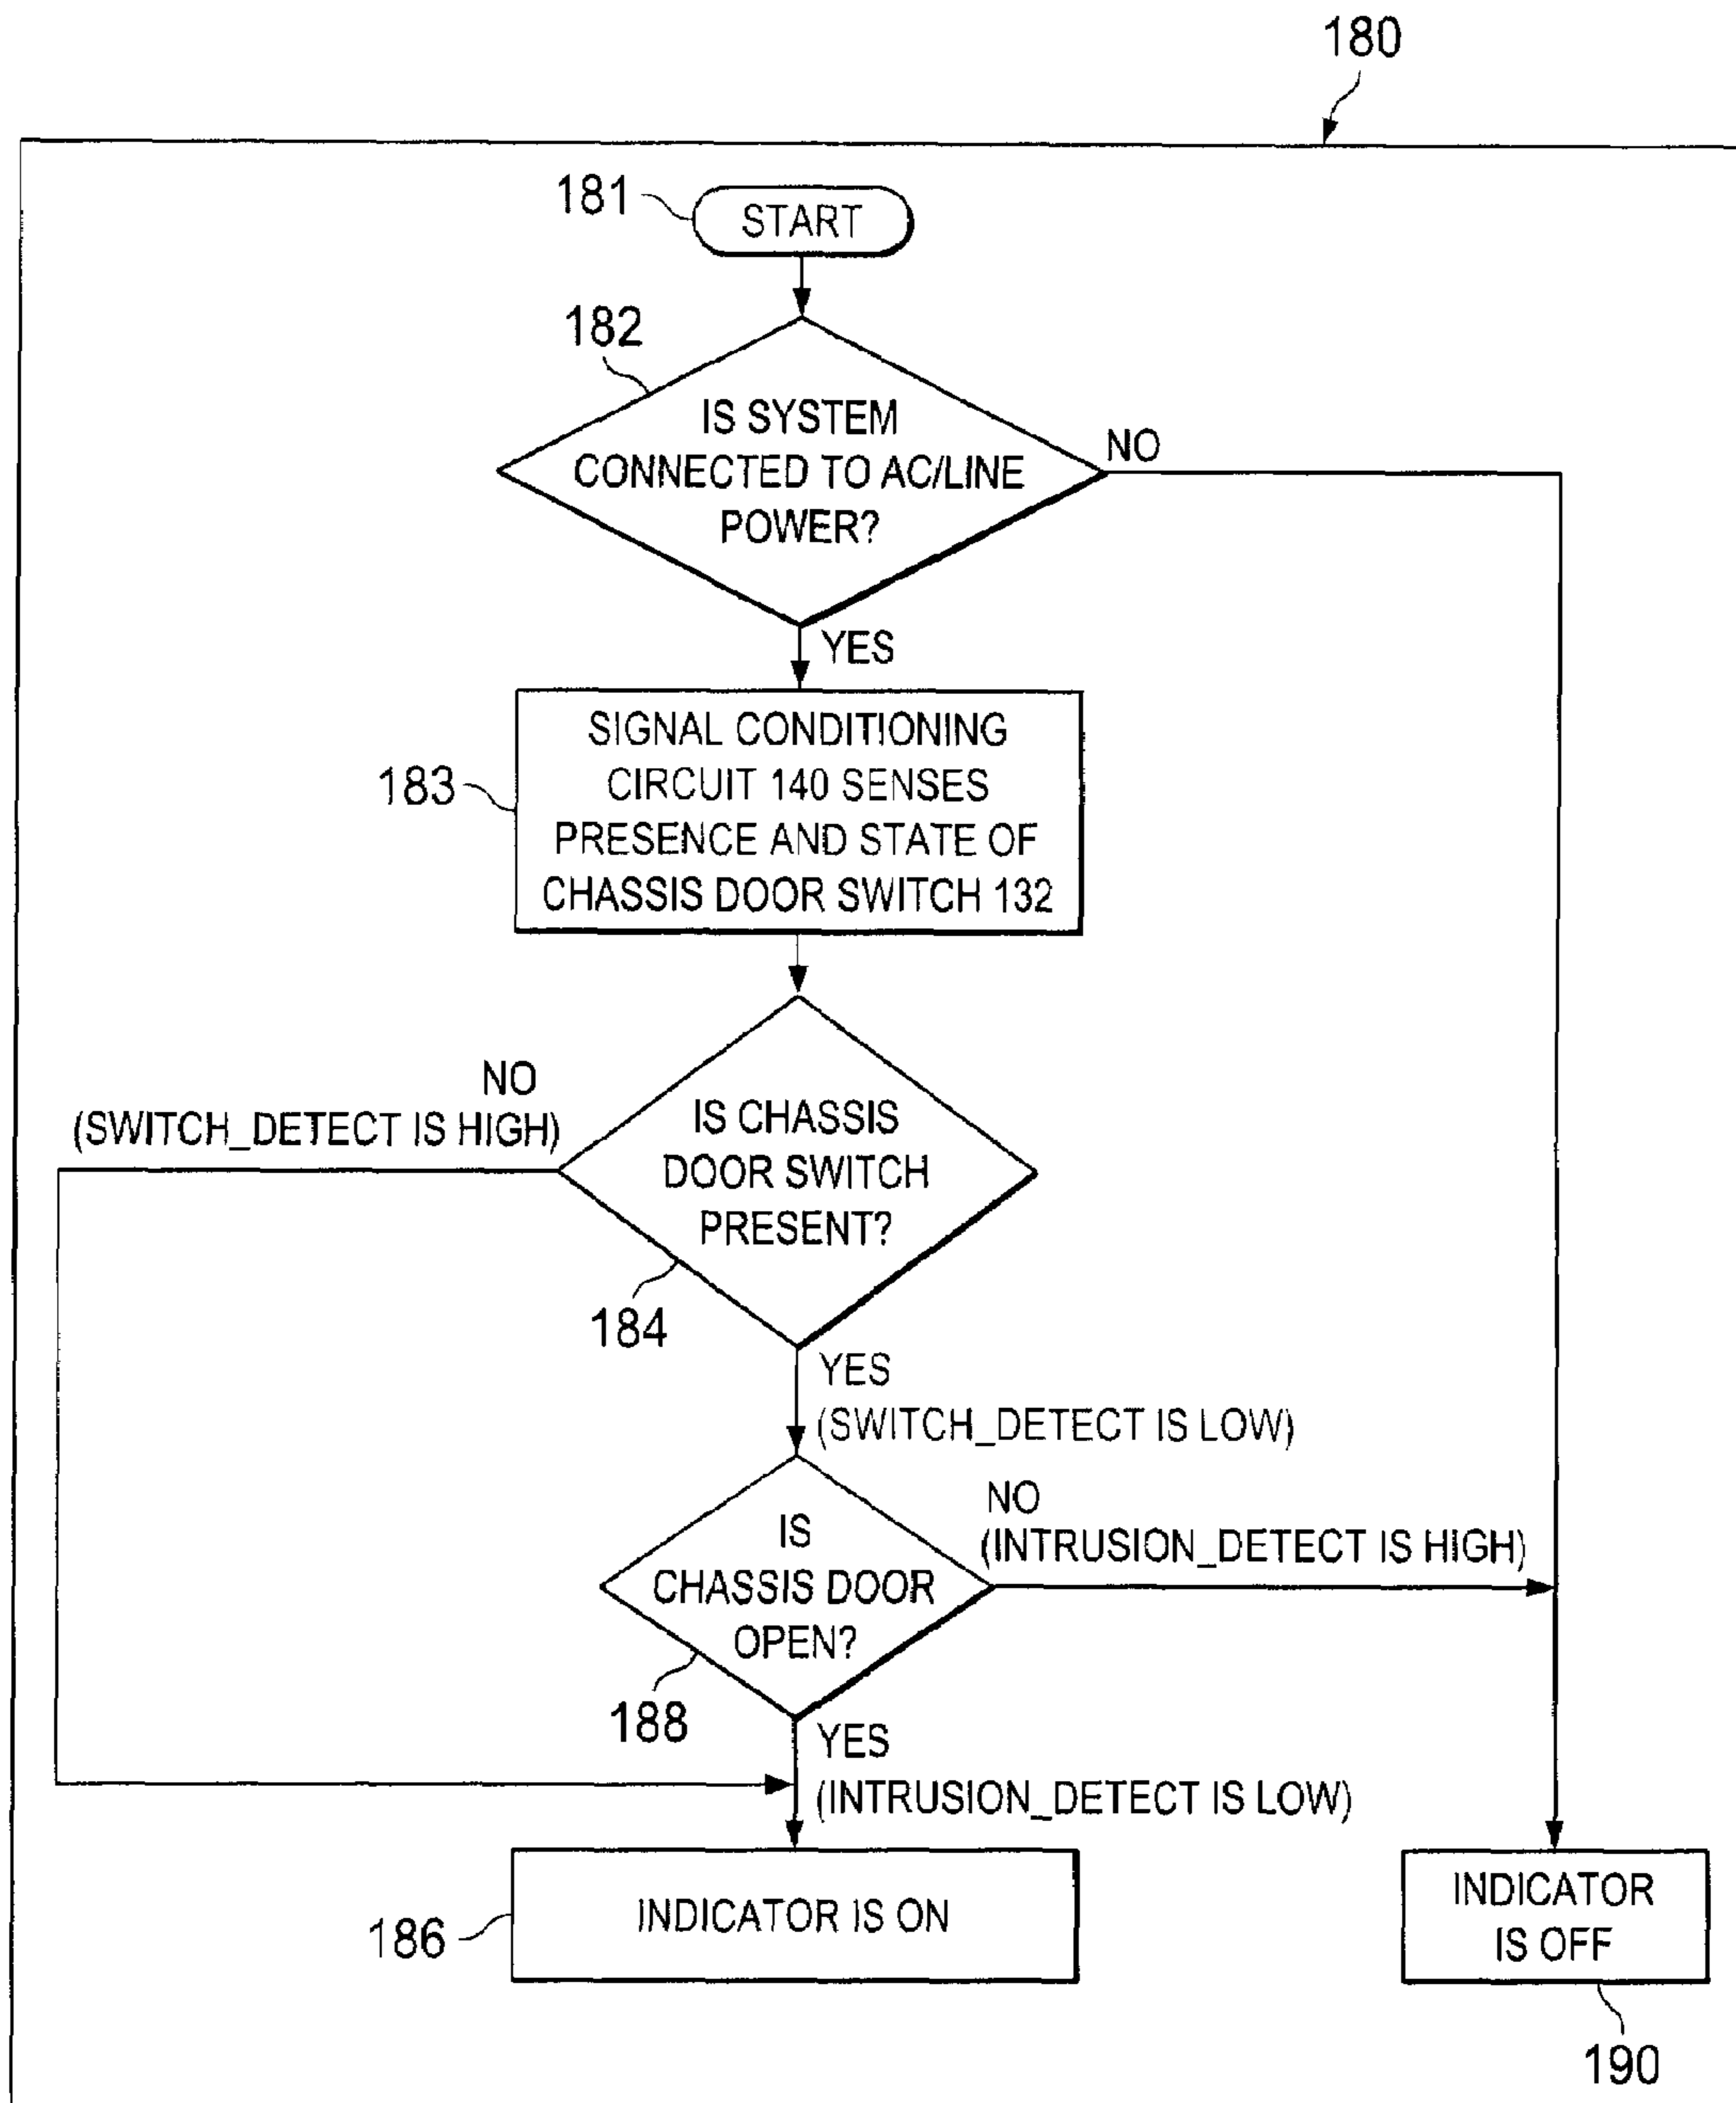 180
181
START
182
IS SYSTEM
CONNECTED TO AC/LINE
POWER?
NO
YES
183
SIGNAL CONDITIONING
CIRCUIT 140 SENSES
PRESENCE AND STATE OF
CHASSIS DOOR SWITCH 132
NO
(SWITCH_DETECT IS HIGH)
IS CHASSIS
DOOR SWITCH
PRESENT?
184
YES
(SWITCH_DETECT IS LOW)
NO
(INTRUSION_DETECT IS HIGH)
IS
CHASSIS DOOR
OPEN?
188
YES
(INTRUSION_DETECT IS LOW)
186
INDICATOR IS ON
INDICATOR
IS OFF
190